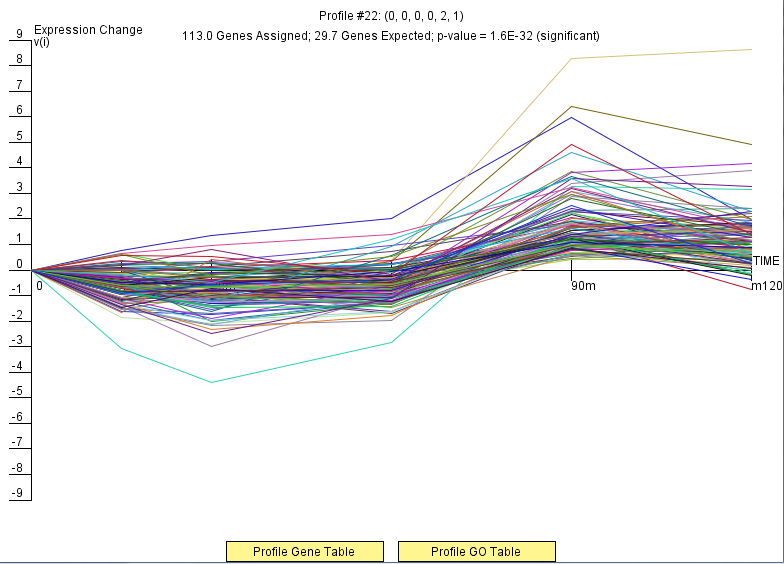 Profile #22: (0, 0, 0, 0, 2, 1)
Expression Change
v(i)
113.0 Genes Assigned; 29.7 Genes Expected; p-value = 1.6E-32 (significant)
9
8
7
6
5
4
3
2
1
0
-1
-2
-3
-4
-5
-6
-7
-8
-9
0
90m
TIME
m120
Profile Gene Table
Profile GO Table